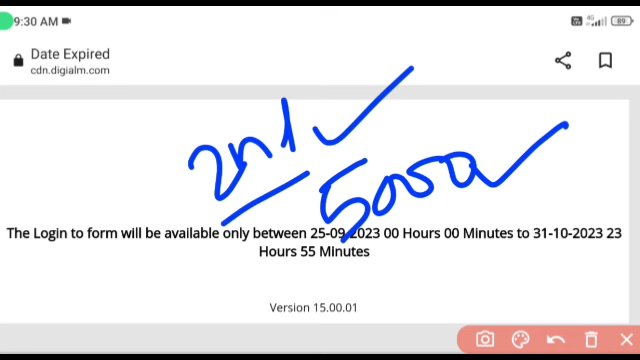 9:30 AM
4G
89
Date Expired
cdn.digialm.com
2nd
5000
The Login to form will be available only between 25-09-2023 00 Hours 00 Minutes to 31-10-2023 23
Hours 55 Minutes
Version 15.00.01